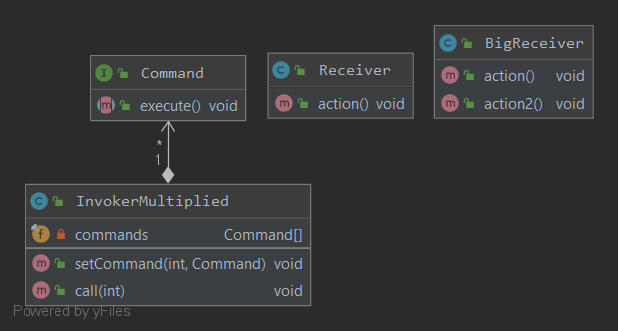 I Command
m execute() void
C Receiver
m action() void
C BigReceiver
m action() void
m action2() void
*
1
C InvokerMultiplied
f commands Command[]
m setCommand(int, Command) void
m call(int) void
Powered by yFiles